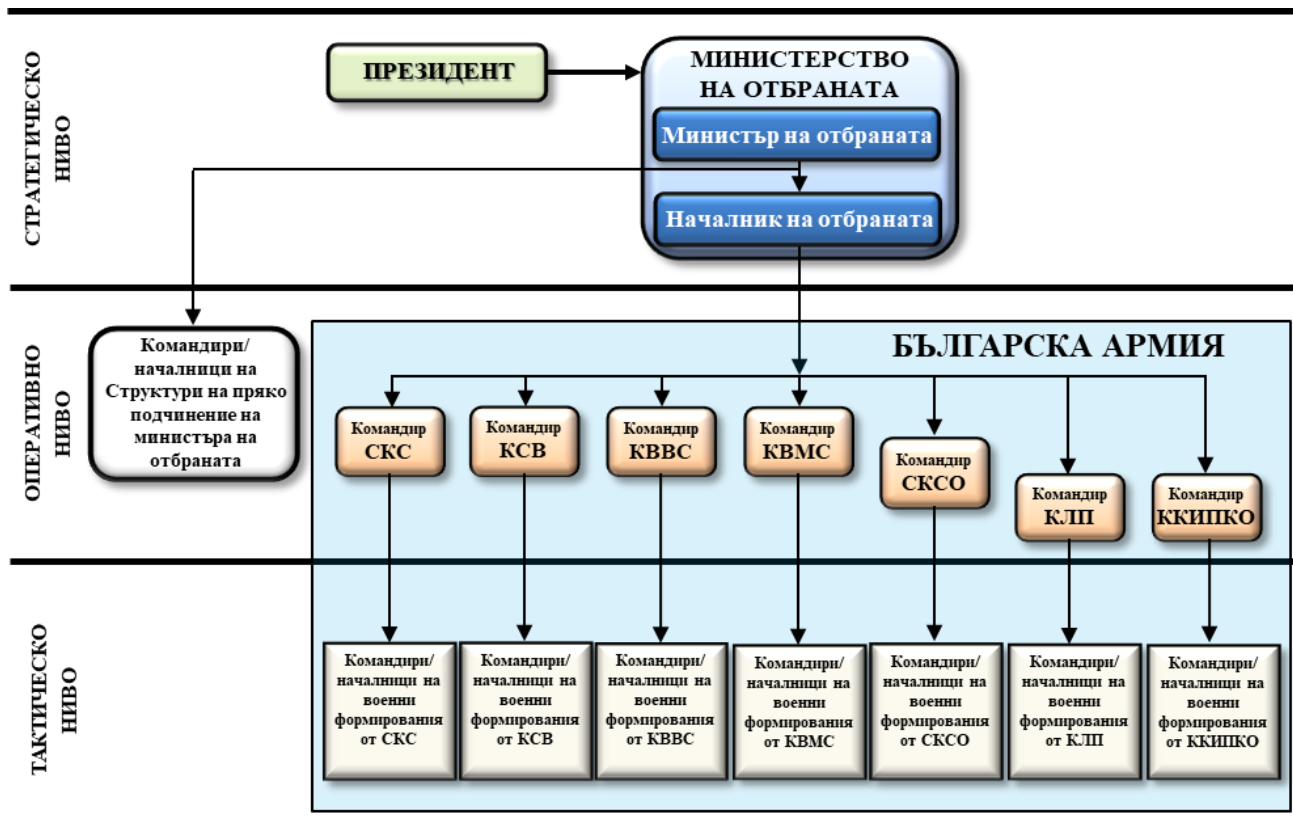 СТРАТЕГИЧЕСКО
НИВО
ПРЕЗИДЕНТ
МИНИСТЕРСТВО
НА ОТБРАНАТА
Министър на отбраната
Началник на отбраната
ОПЕРАТИВНО
НИВО
Командири/
началници на
Структури на пряко
подчинение на
министъра на
отбраната
БЪЛГАРСКА АРМИЯ
Командир
СКС
Командир
КСВ
Командир
КВВС
Командир
КВМС
Командир
СКСО
Командир
КЛП
Командир
ККИПКО
ТАКТИЧЕСКО
НИВО
Командири/
началници на
военни
формирования
от СКС
Командири/
началници на
военни
формирования
от КСВ
Командири/
началници на
военни
формирования
от КВВС
Командири/
началници на
военни
формирования
от КВМС
Командири/
началници на
военни
формирования
от СКСО
Командири/
началници на
военни
формирования
от КЛП
Командири/
началници на
военни
формирования
от ККИПКО